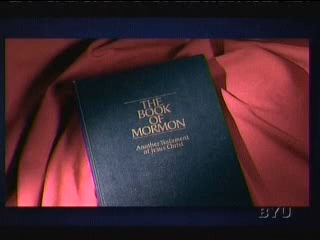 THE
BOOK
OF
MORMON
Another Testament
of Jesus Christ
BYU